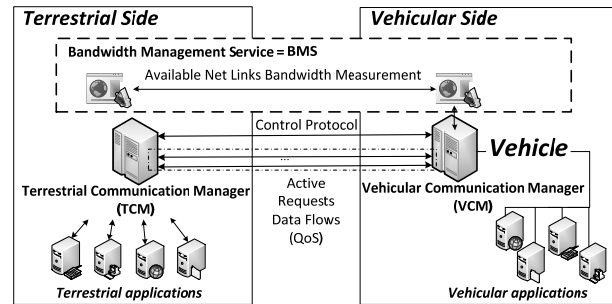 Terrestrial Side
Vehicular Side
Bandwidth Management Service = BMS
Available Net Links Bandwidth Measurement
Control Protocol
...
Vehicle
Terrestrial Communication Manager
(TCM)
Active
Requests
Data Flows
(QoS)
Vehicular Communication Manager
(VCM)
Terrestrial applications
Vehicular applications